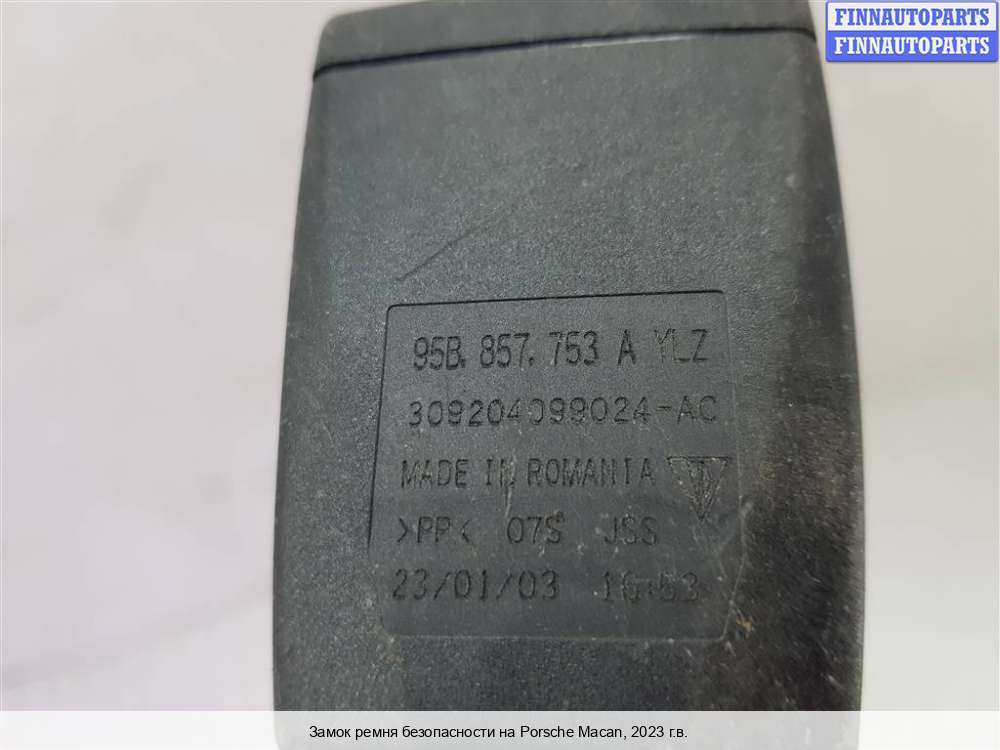 FINNAUTOPARTS
FINNAUTOPARTS
95B. 857. 753 A YLZ
309204099024-AC
MADE IN ROMANIA
>PP< 07S JSS
23/01/03 16:53
Замок ремня безопасности на Porsche Macan, 2023 г.в.